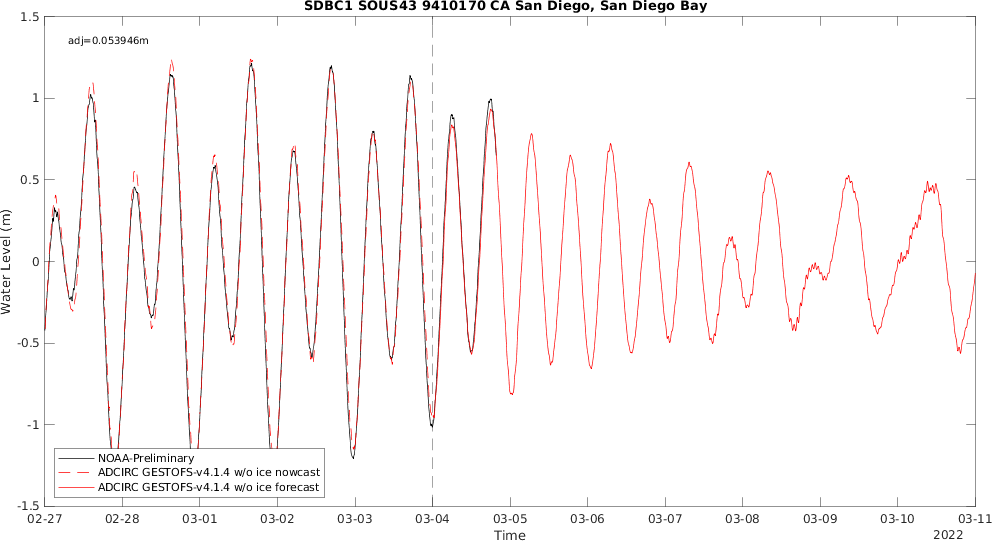 SDBC1 SOUS43 9410170 CA San Diego, San Diego Bay
1.5
adj=0.053946m
1
0.5
0
-0.5
-1
-1.5
Water Level (m)
NOAA-Preliminary
ADCIRC GESTOFS-v4.1.4 w/o ice nowcast
ADCIRC GESTOFS-v4.1.4 w/o ice forecast
02-27 02-28 03-01 03-02 03-03 03-04 03-05 03-06 03-07 03-08 03-09 03-10 03-11
Time
2022